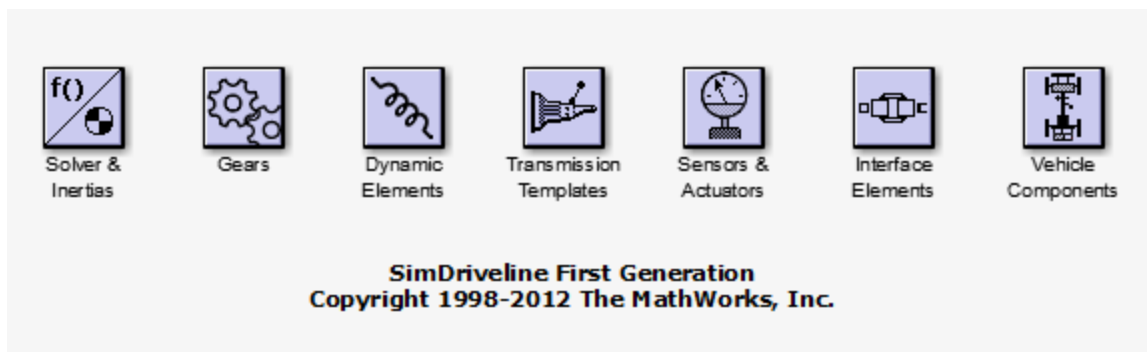 f()
Solver &
Inertias
Gears
Dynamic
Elements
Transmission
Templates
Sensors &
Actuators
Interface
Elements
Vehicle
Components
SimDriveline First Generation
Copyright 1998-2012 The MathWorks, Inc.